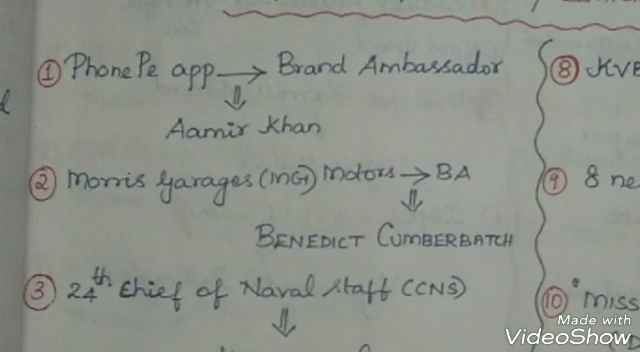 ① PhonePe app → Brand Ambassador
⇓
Aamir Khan
② Morris Garages (MG) Motors → BA
⇓
BENEDICT CUMBERBATCH
③ 24th Chief of Naval Staff (CNS)
⇓
⑧ KVB
⑨ 8 ne
⑩ "Miss
Made with
VideoShow